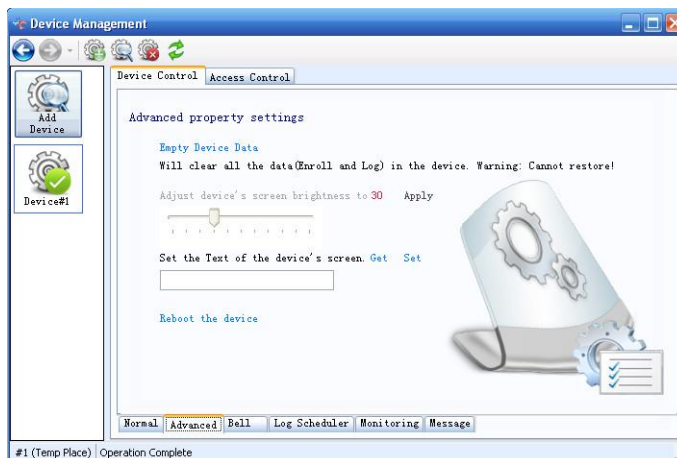 Device Management
Device Control Access Control
Add
Device
Device#1
Advanced property settings
Empty Device Data
Will clear all the data(Enroll and Log) in the device. Warning: Cannot restore!
Adjust device's screen brightness to 30 Apply
Set the Text of the device's screen. Get Set
Reboot the device
Normal Advanced Bell Log Scheduler Monitoring Message
#1 (Temp Place) Operation Complete